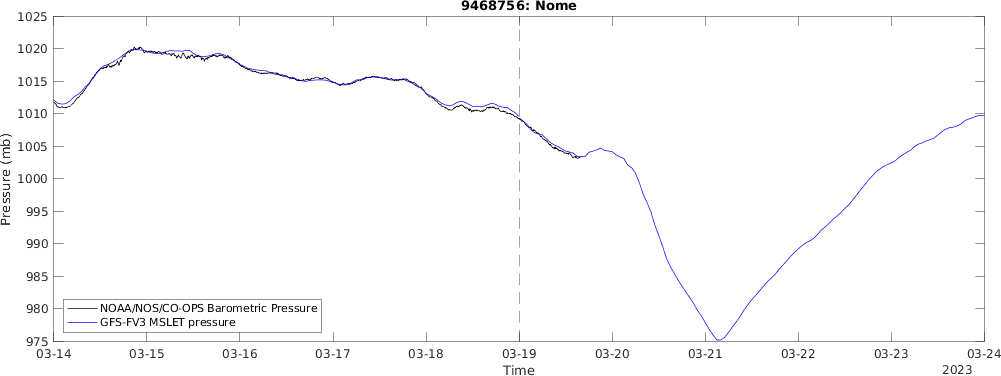 9468756: Nome
1025
1020
1015
1010
1005
1000
995
990
985
980
975
Pressure (mb)
NOAA/NOS/CO-OPS Barometric Pressure
GFS-FV3 MSLET pressure
03-14 03-15 03-16 03-17 03-18 03-19 03-20 03-21 03-22 03-23 03-24
Time
2023